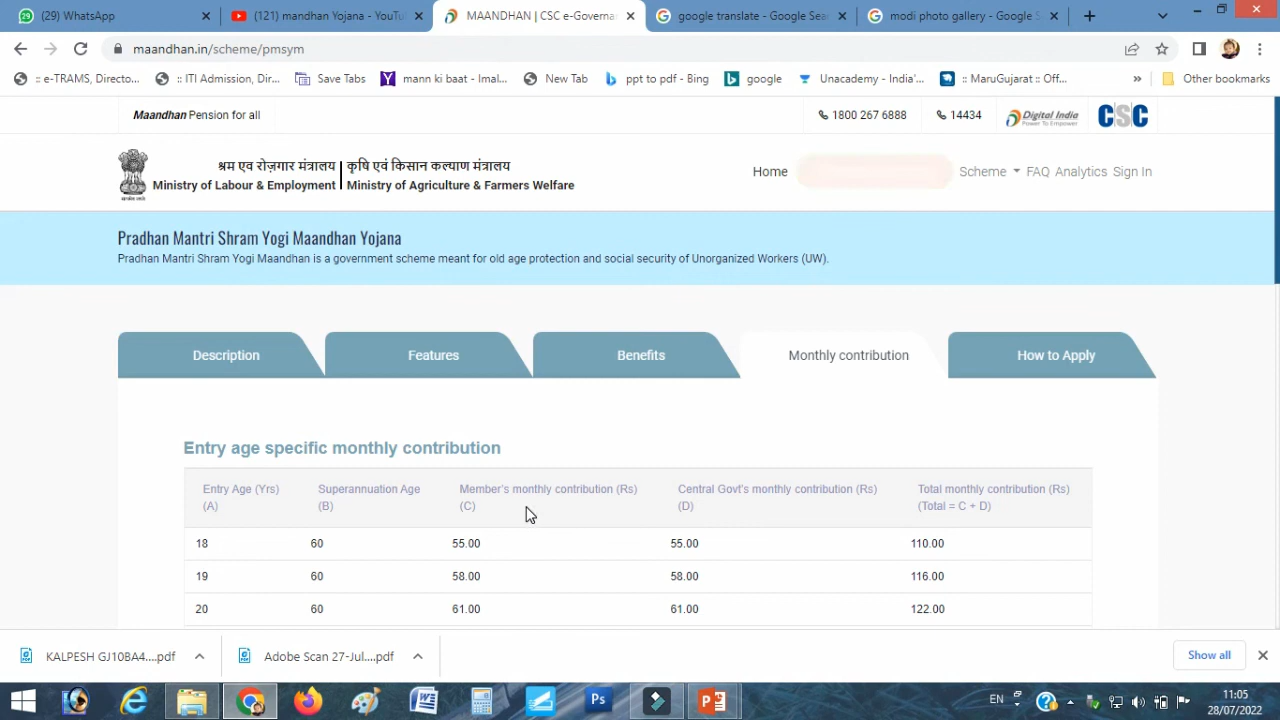 (29) WhatsApp
(121) mandhan Yojana - YouTu
MAANDHAN | CSC e-Governa
google translate - Google Sear
modi photo gallery - Google S
maandhan.in/scheme/pmsym
:: e-TRAMS, Directo...
:: ITI Admission, Dir...
Save Tabs
mann ki baat - Imal...
New Tab
ppt to pdf - Bing
google
Unacademy - India'...
:: MaruGujarat :: Off...
»
Other bookmarks
Maandhan Pension for all
1800 267 6888
14434
Digital India
Power To Empower
CSC
श्रम एव रोज़गार मंत्रालय
कृषि एवं किसान कल्याण मंत्रालय
Ministry of Labour & Employment
Ministry of Agriculture & Farmers Welfare
Home
Scheme
FAQ
Analytics
Sign In
Pradhan Mantri Shram Yogi Maandhan Yojana
Pradhan Mantri Shram Yogi Maandhan is a government scheme meant for old age protection and social security of Unorganized Workers (UW).
Description
Features
Benefits
Monthly contribution
How to Apply
Entry age specific monthly contribution
Entry Age (Yrs) Superannuation Age Member's monthly contribution (Rs) Central Govt's monthly contribution (Rs) Total monthly contribution (Rs)
(A) (B) (C) (D) (Total = C + D)
18 60 55.00 55.00 110.00
19 60 58.00 58.00 116.00
20 60 61.00 61.00 122.00
KALPESH GJ10BA4....pdf
Adobe Scan 27-Jul....pdf
Show all
Ps
EN
11:05
28/07/2022